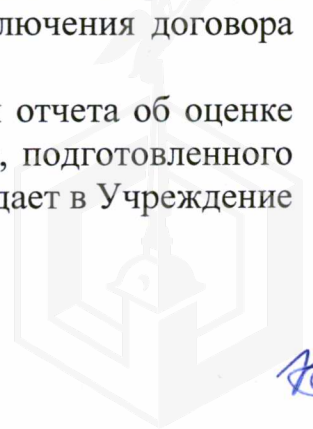 лючения договора
отчета об оценке
, подготовленного
дает в Учреждение